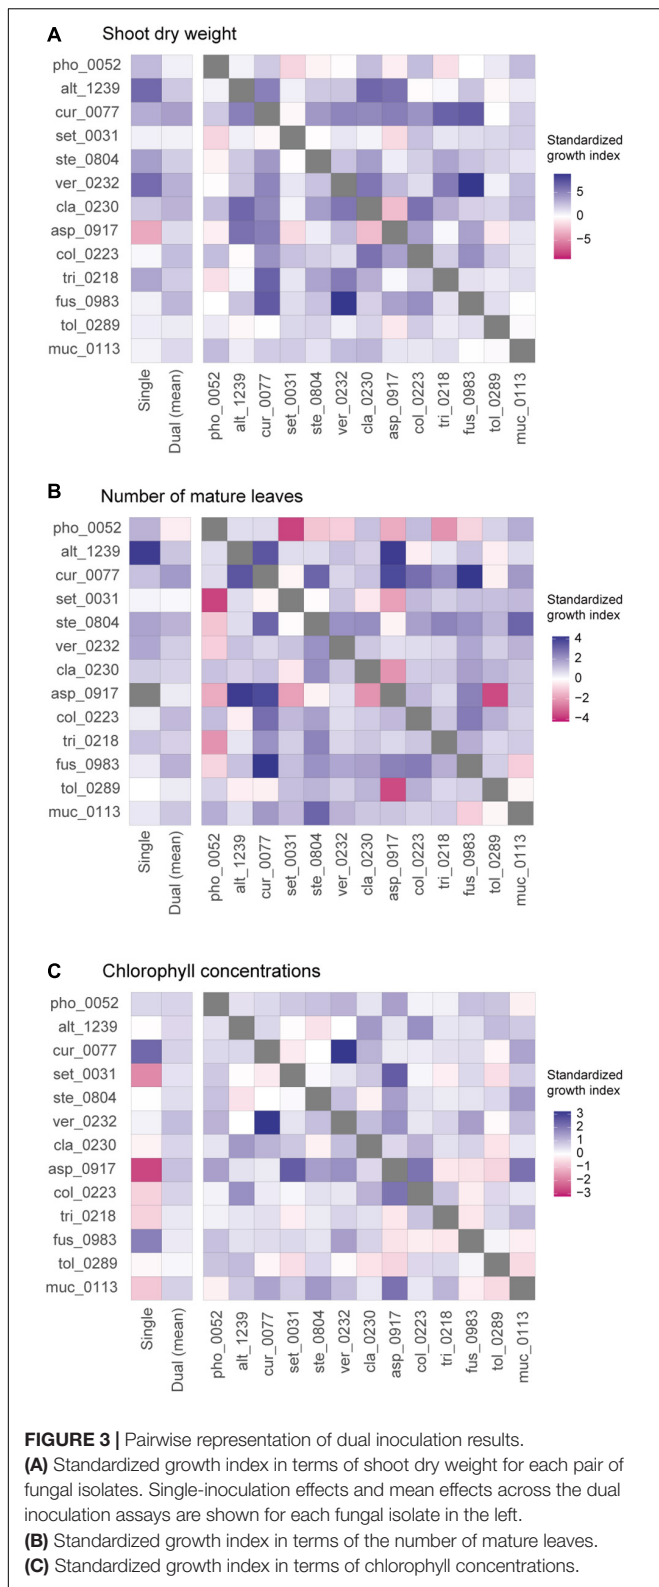 A Shoot dry weight
pho_0052
alt_1239
cur_0077
set_0031
ste_0804
ver_0232
cla_0230
asp_0917
col_0223
tri_0218
fus_0983
tol_0289
muc_0113
Single
Dual (mean)
pho_0052
alt_1239
cur_0077
set_0031
ste_0804
ver_0232
cla_0230
asp_0917
col_0223
tri_0218
fus_0983
tol_0289
muc_0113
Standardized
growth index
5
0
−5
B Number of mature leaves
pho_0052
alt_1239
cur_0077
set_0031
ste_0804
ver_0232
cla_0230
asp_0917
col_0223
tri_0218
fus_0983
tol_0289
muc_0113
Single
Dual (mean)
pho_0052
alt_1239
cur_0077
set_0031
ste_0804
ver_0232
cla_0230
asp_0917
col_0223
tri_0218
fus_0983
tol_0289
muc_0113
Standardized
growth index
4
2
0
−2
−4
C Chlorophyll concentrations
pho_0052
alt_1239
cur_0077
set_0031
ste_0804
ver_0232
cla_0230
asp_0917
col_0223
tri_0218
fus_0983
tol_0289
muc_0113
Single
Dual (mean)
pho_0052
alt_1239
cur_0077
set_0031
ste_0804
ver_0232
cla_0230
asp_0917
col_0223
tri_0218
fus_0983
tol_0289
muc_0113
Standardized
growth index
3
2
1
0
−1
−2
−3
FIGURE 3 | Pairwise representation of dual inoculation results.
(A) Standardized growth index in terms of shoot dry weight for each pair of
fungal isolates. Single-inoculation effects and mean effects across the dual
inoculation assays are shown for each fungal isolate in the left.
(B) Standardized growth index in terms of the number of mature leaves.
(C) Standardized growth index in terms of chlorophyll concentrations.